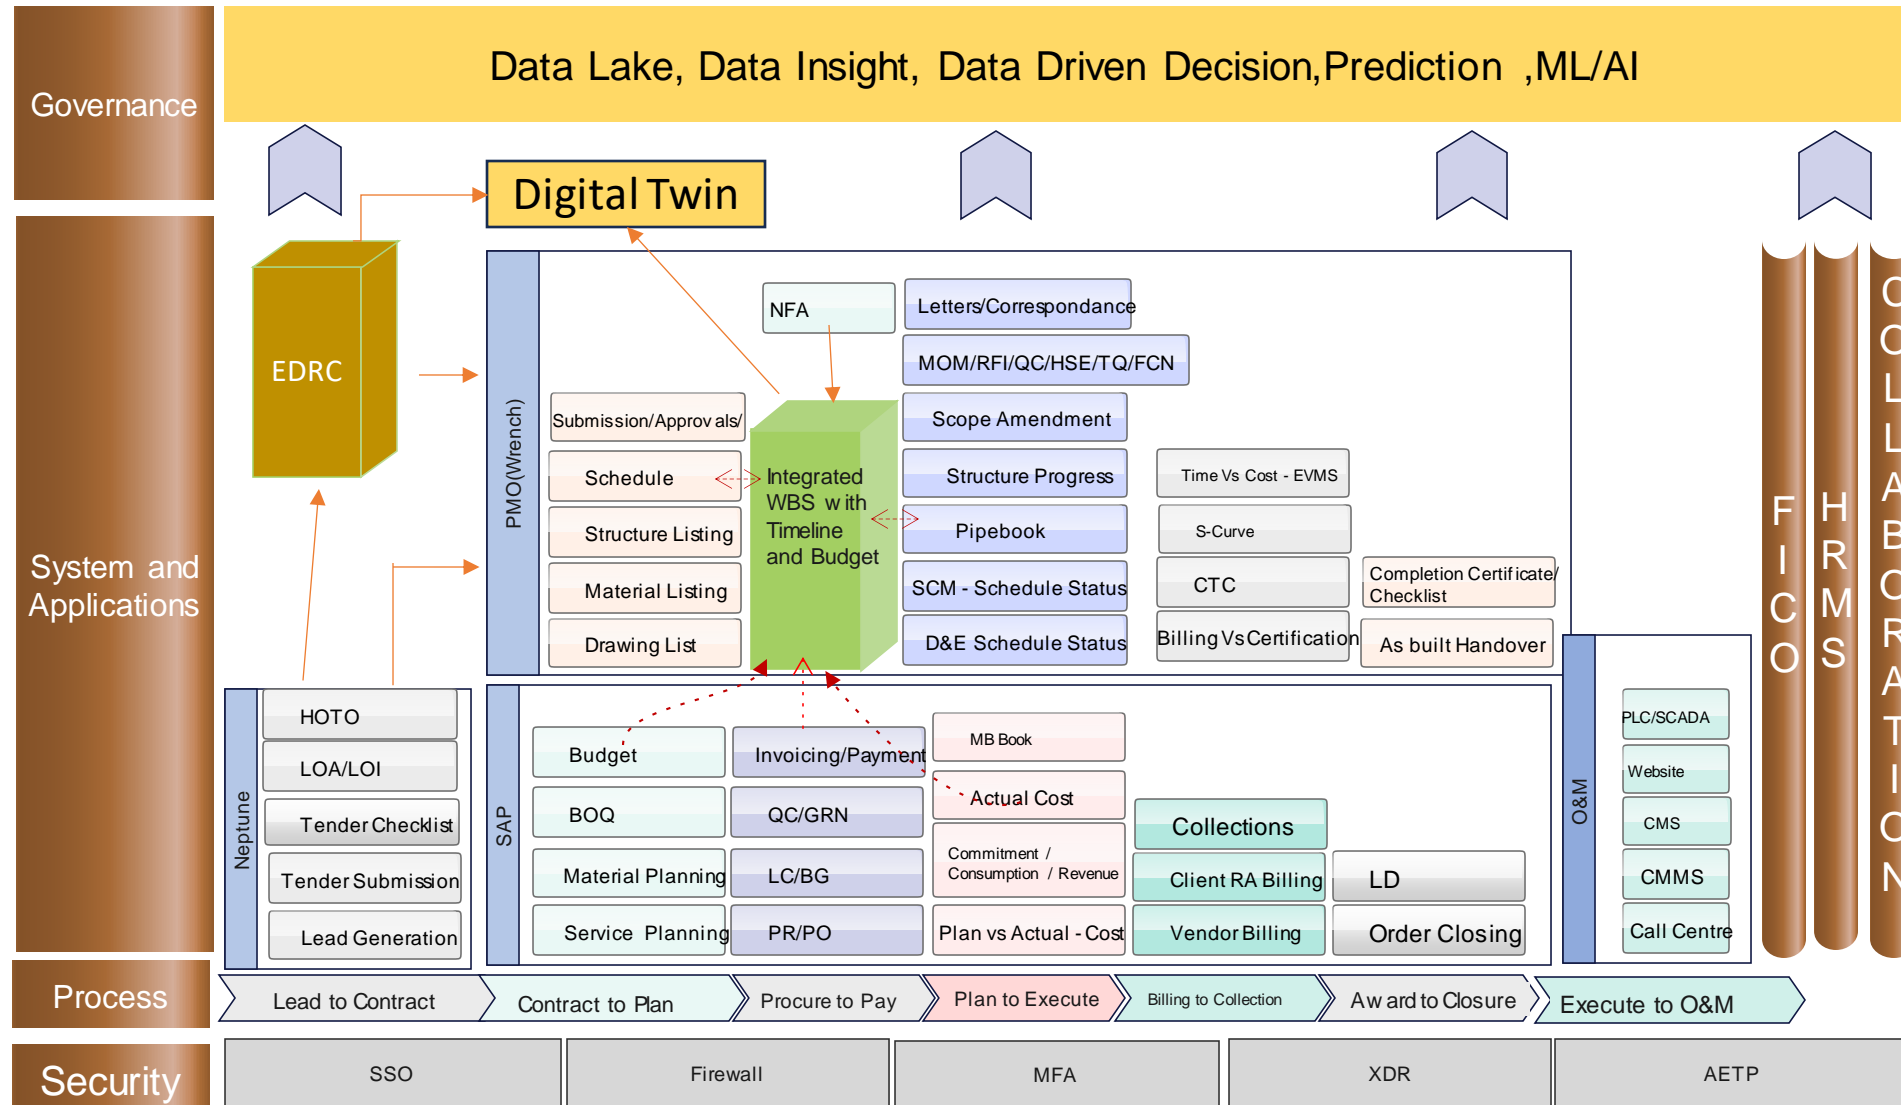 Governance
Data Lake, Data Insight, Data Driven Decision,Prediction ,ML/AI
Digital Twin
System and
Applications
EDRC
PMO(Wrench)
NFA
Letters/Correspondance
MOM/RFI/QC/HSE/TQ/FCN
Submission/Approvals/
Schedule
Structure Listing
Material Listing
Drawing List
Integrated
WBS with
Timeline
and Budget
Scope Amendment
Structure Progress
Pipebook
SCM - Schedule Status
D&E Schedule Status
Time Vs Cost - EVMS
S-Curve
CTC
Billing Vs Certification
Completion Certificate/
Checklist
As built Handover
Neptune
HOTO
LOA/LOI
Tender Checklist
Tender Submission
Lead Generation
SAP
Budget
BOQ
Material Planning
Service Planning
Invoicing/Payment
QC/GRN
LC/BG
PR/PO
MB Book
Actual Cost
Commitment /
Consumption / Revenue
Plan vs Actual - Cost
Collections
Client RA Billing
Vendor Billing
LD
Order Closing
O&M
PLC/SCADA
Website
CMS
CMMS
Call Centre
FICO
HRMS
COLLABORATION
Process
Lead to Contract
Contract to Plan
Procure to Pay
Plan to Execute
Billing to Collection
Award to Closure
Execute to O&M
Security
SSO
Firewall
MFA
XDR
AETP